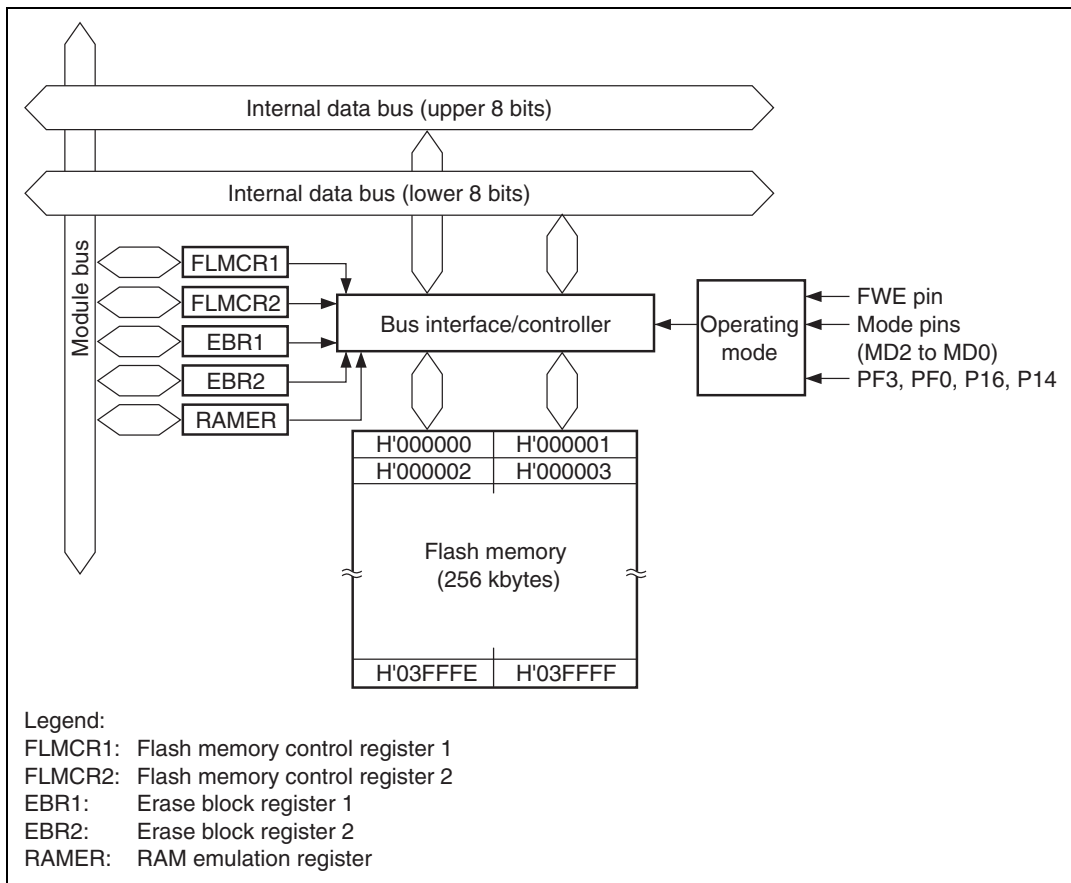 Internal data bus (upper 8 bits)
Internal data bus (lower 8 bits)
Module bus
FLMCR1
FLMCR2
EBR1
EBR2
RAMER
Bus interface/controller
Operating
mode
FWE pin
Mode pins
(MD2 to MD0)
PF3, PF0, P16, P14
H'000000 H'000001
H'000002 H'000003
Flash memory
(256 kbytes)
H'03FFFE H'03FFFF
Legend:
FLMCR1: Flash memory control register 1
FLMCR2: Flash memory control register 2
EBR1: Erase block register 1
EBR2: Erase block register 2
RAMER: RAM emulation register